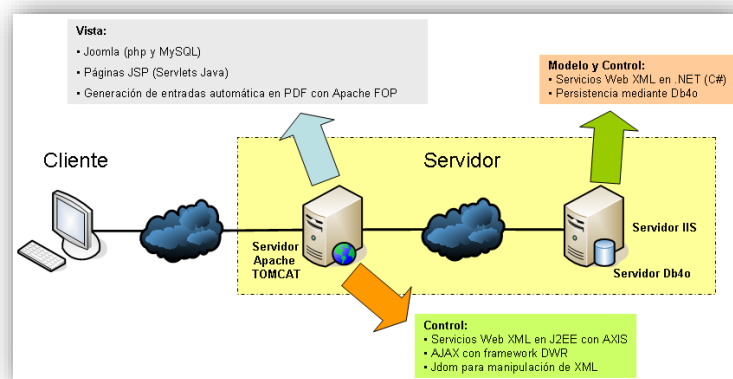 Vista:
▪ Joomla (php y MySQL)
▪ Páginas JSP (Servlets Java)
▪ Generación de entradas automática en PDF con Apache FOP
Modelo y Control:
▪ Servicios Web XML en .NET (C#)
▪ Persistencia mediante Db4o
Cliente
Servidor
Servidor
Apache
TOMCAT
Servidor IIS
Servidor Db4o
Control:
▪ Servicios Web XML en J2EE con AXIS
▪ AJAX con framework DWR
▪ Jdom para manipulación de XML